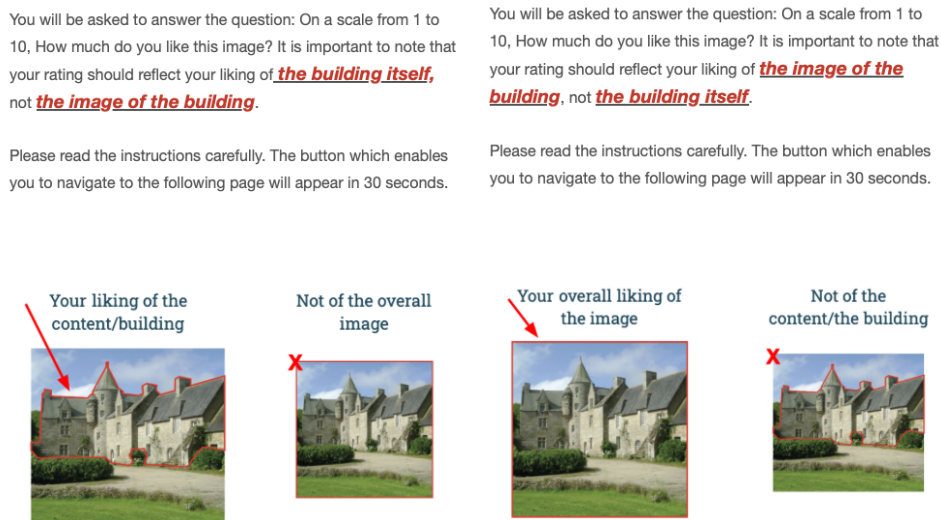 You will be asked to answer the question: On a scale from 1 to
10, How much do you like this image? It is important to note that
your rating should reflect your liking of the building itself,
not the image of the building.
Please read the instructions carefully. The button which enables
you to navigate to the following page will appear in 30 seconds.
Your liking of the
content/building
Not of the overall
image
X
You will be asked to answer the question: On a scale from 1 to
10, How much do you like this image? It is important to note that
your rating should reflect your liking of the image of the
building, not the building itself.
Please read the instructions carefully. The button which enables
you to navigate to the following page will appear in 30 seconds.
Your overall liking of
the image
Not of the
content/the building
X